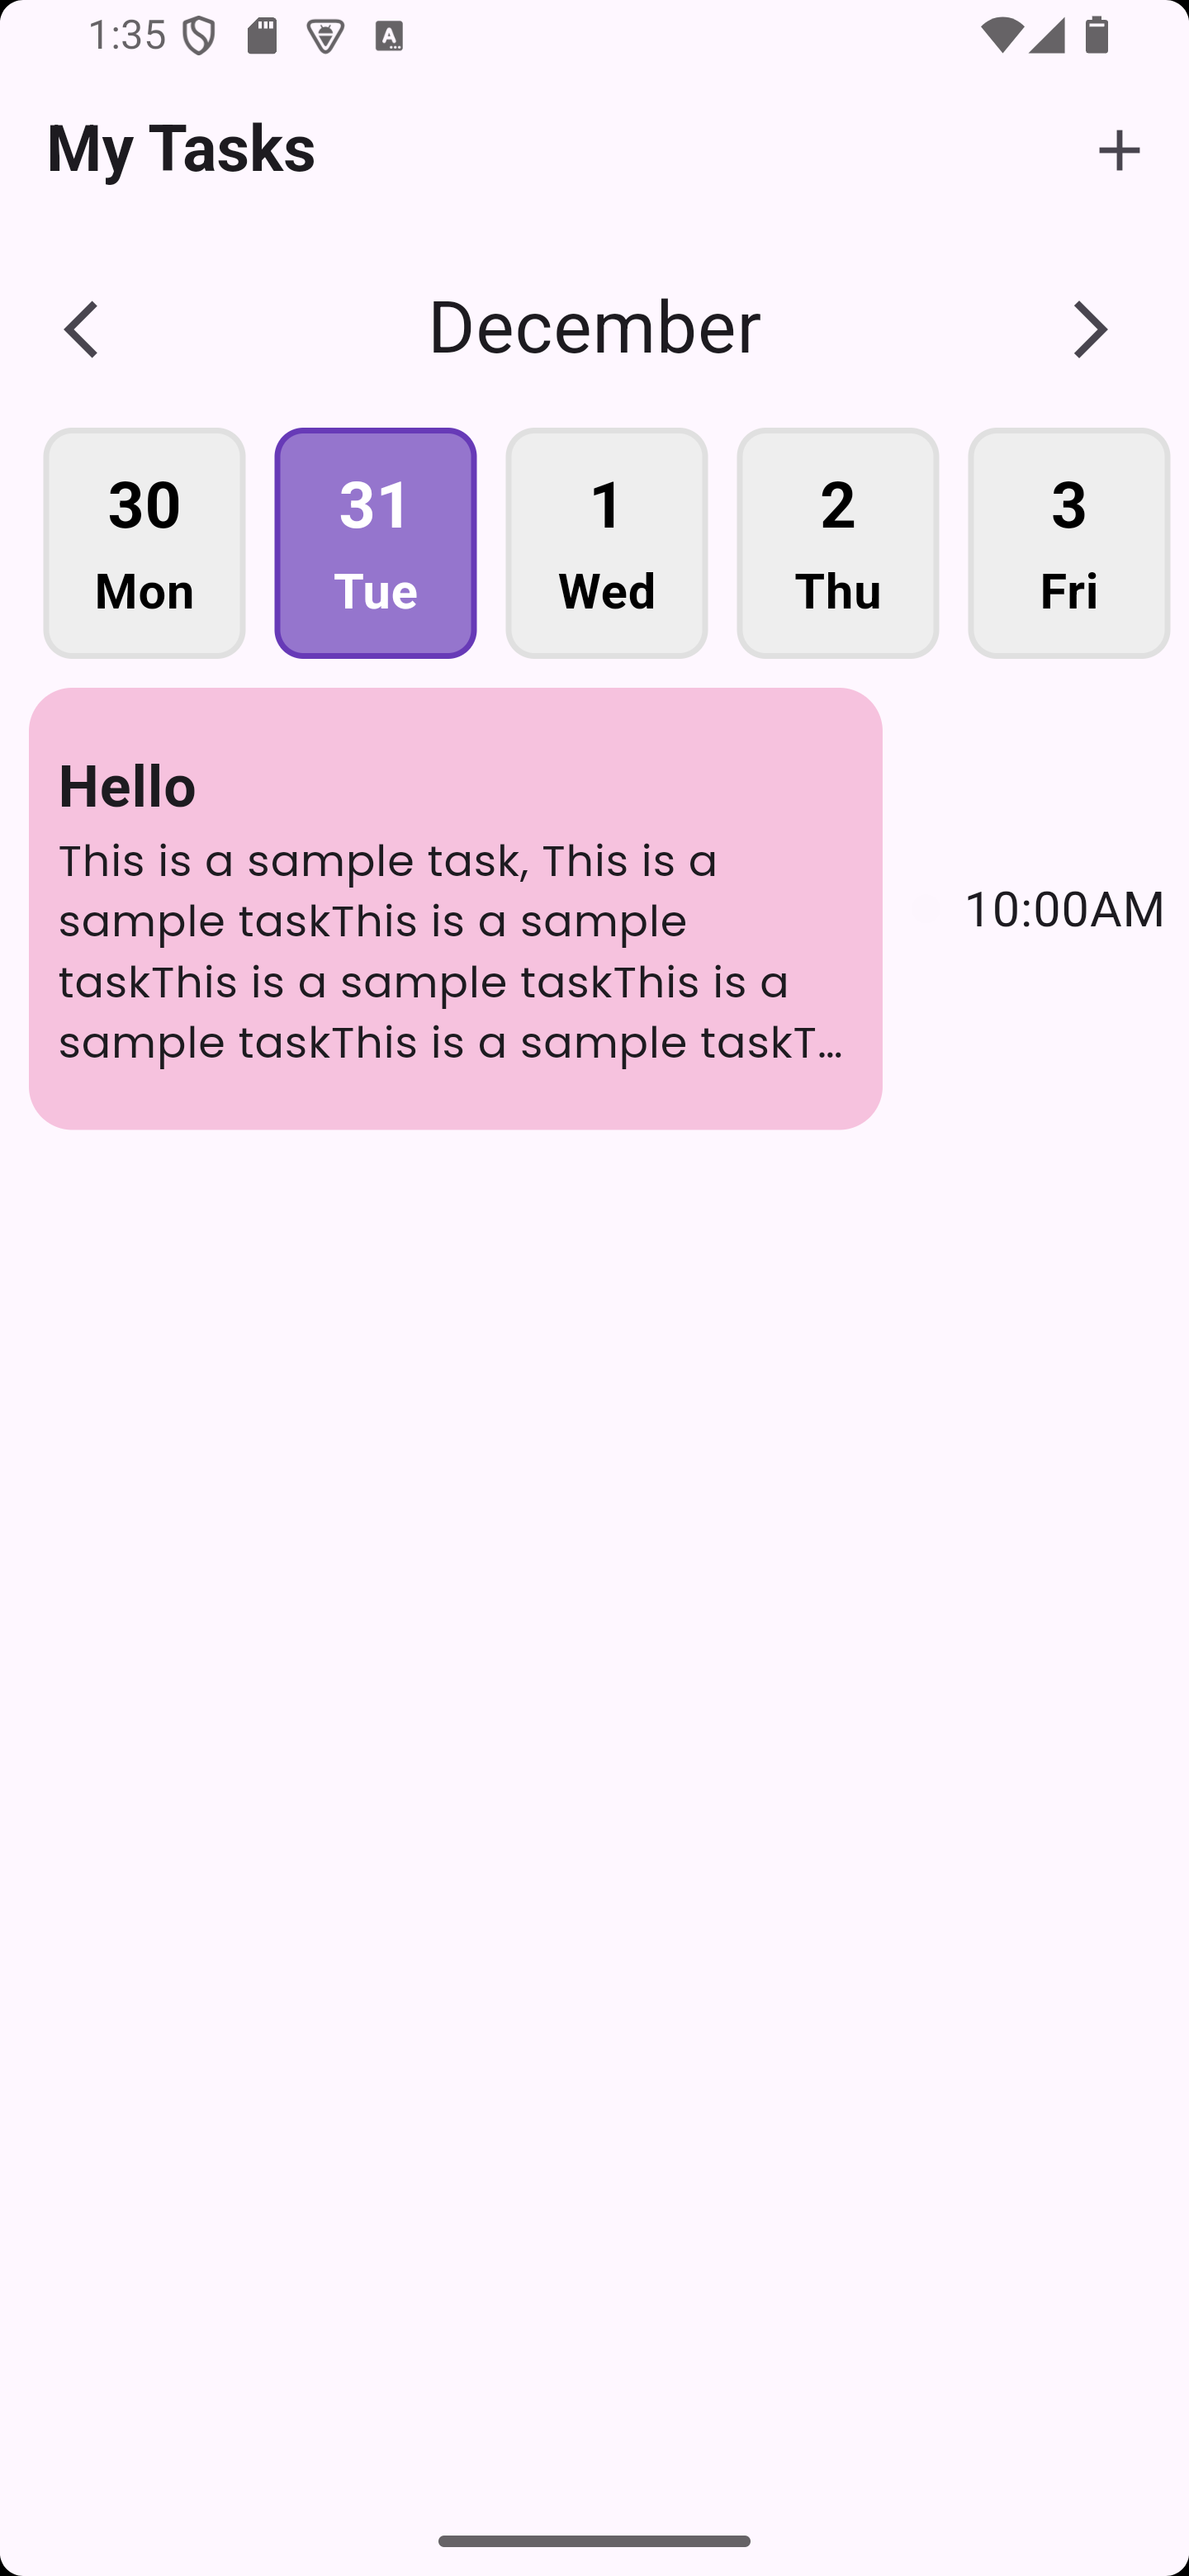 1:35
My Tasks
December
30 31 1 2 3
Mon Tue Wed Thu Fri
Hello
This is a sample task, This is a
sample taskThis is a sample
taskThis is a sample taskThis is a
sample taskThis is a sample taskT...
10:00AM